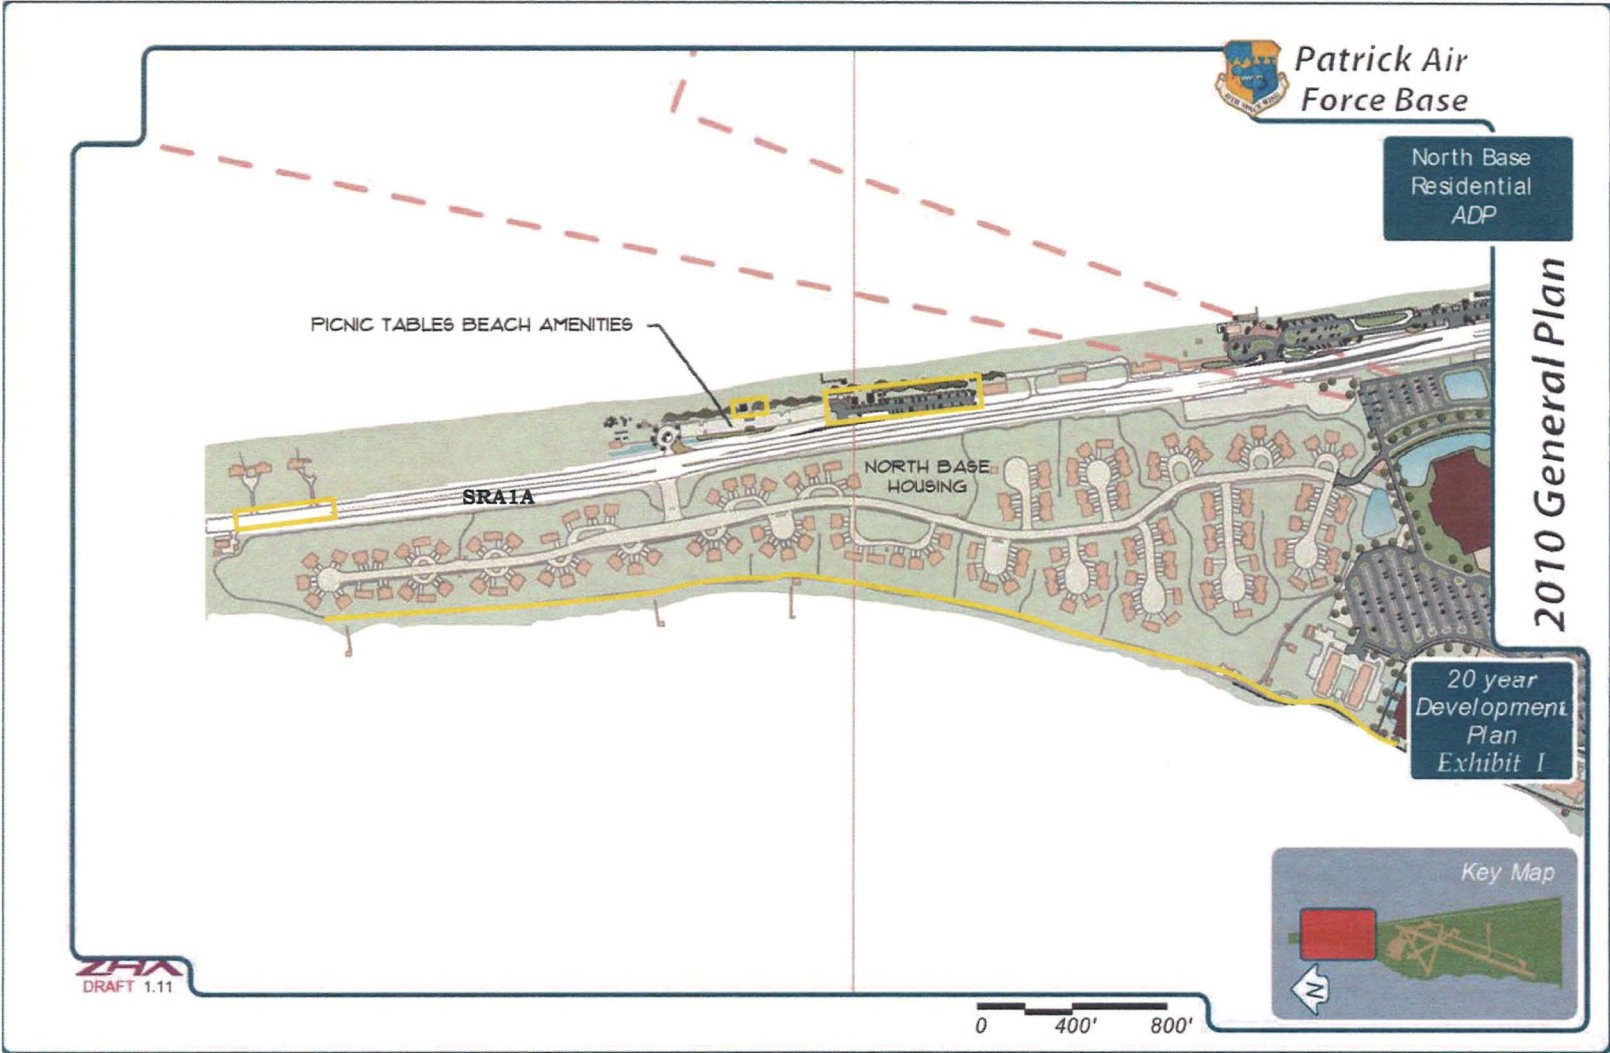 Patrick Air
Force Base
North Base
Residential
ADP
2010 General Plan
PICNIC TABLES BEACH AMENITIES
NORTH BASE
HOUSING
SRA1A
20 year
Development
Plan
Exhibit I
Key Map
N
ZHA
DRAFT 1.11
0 400' 800'